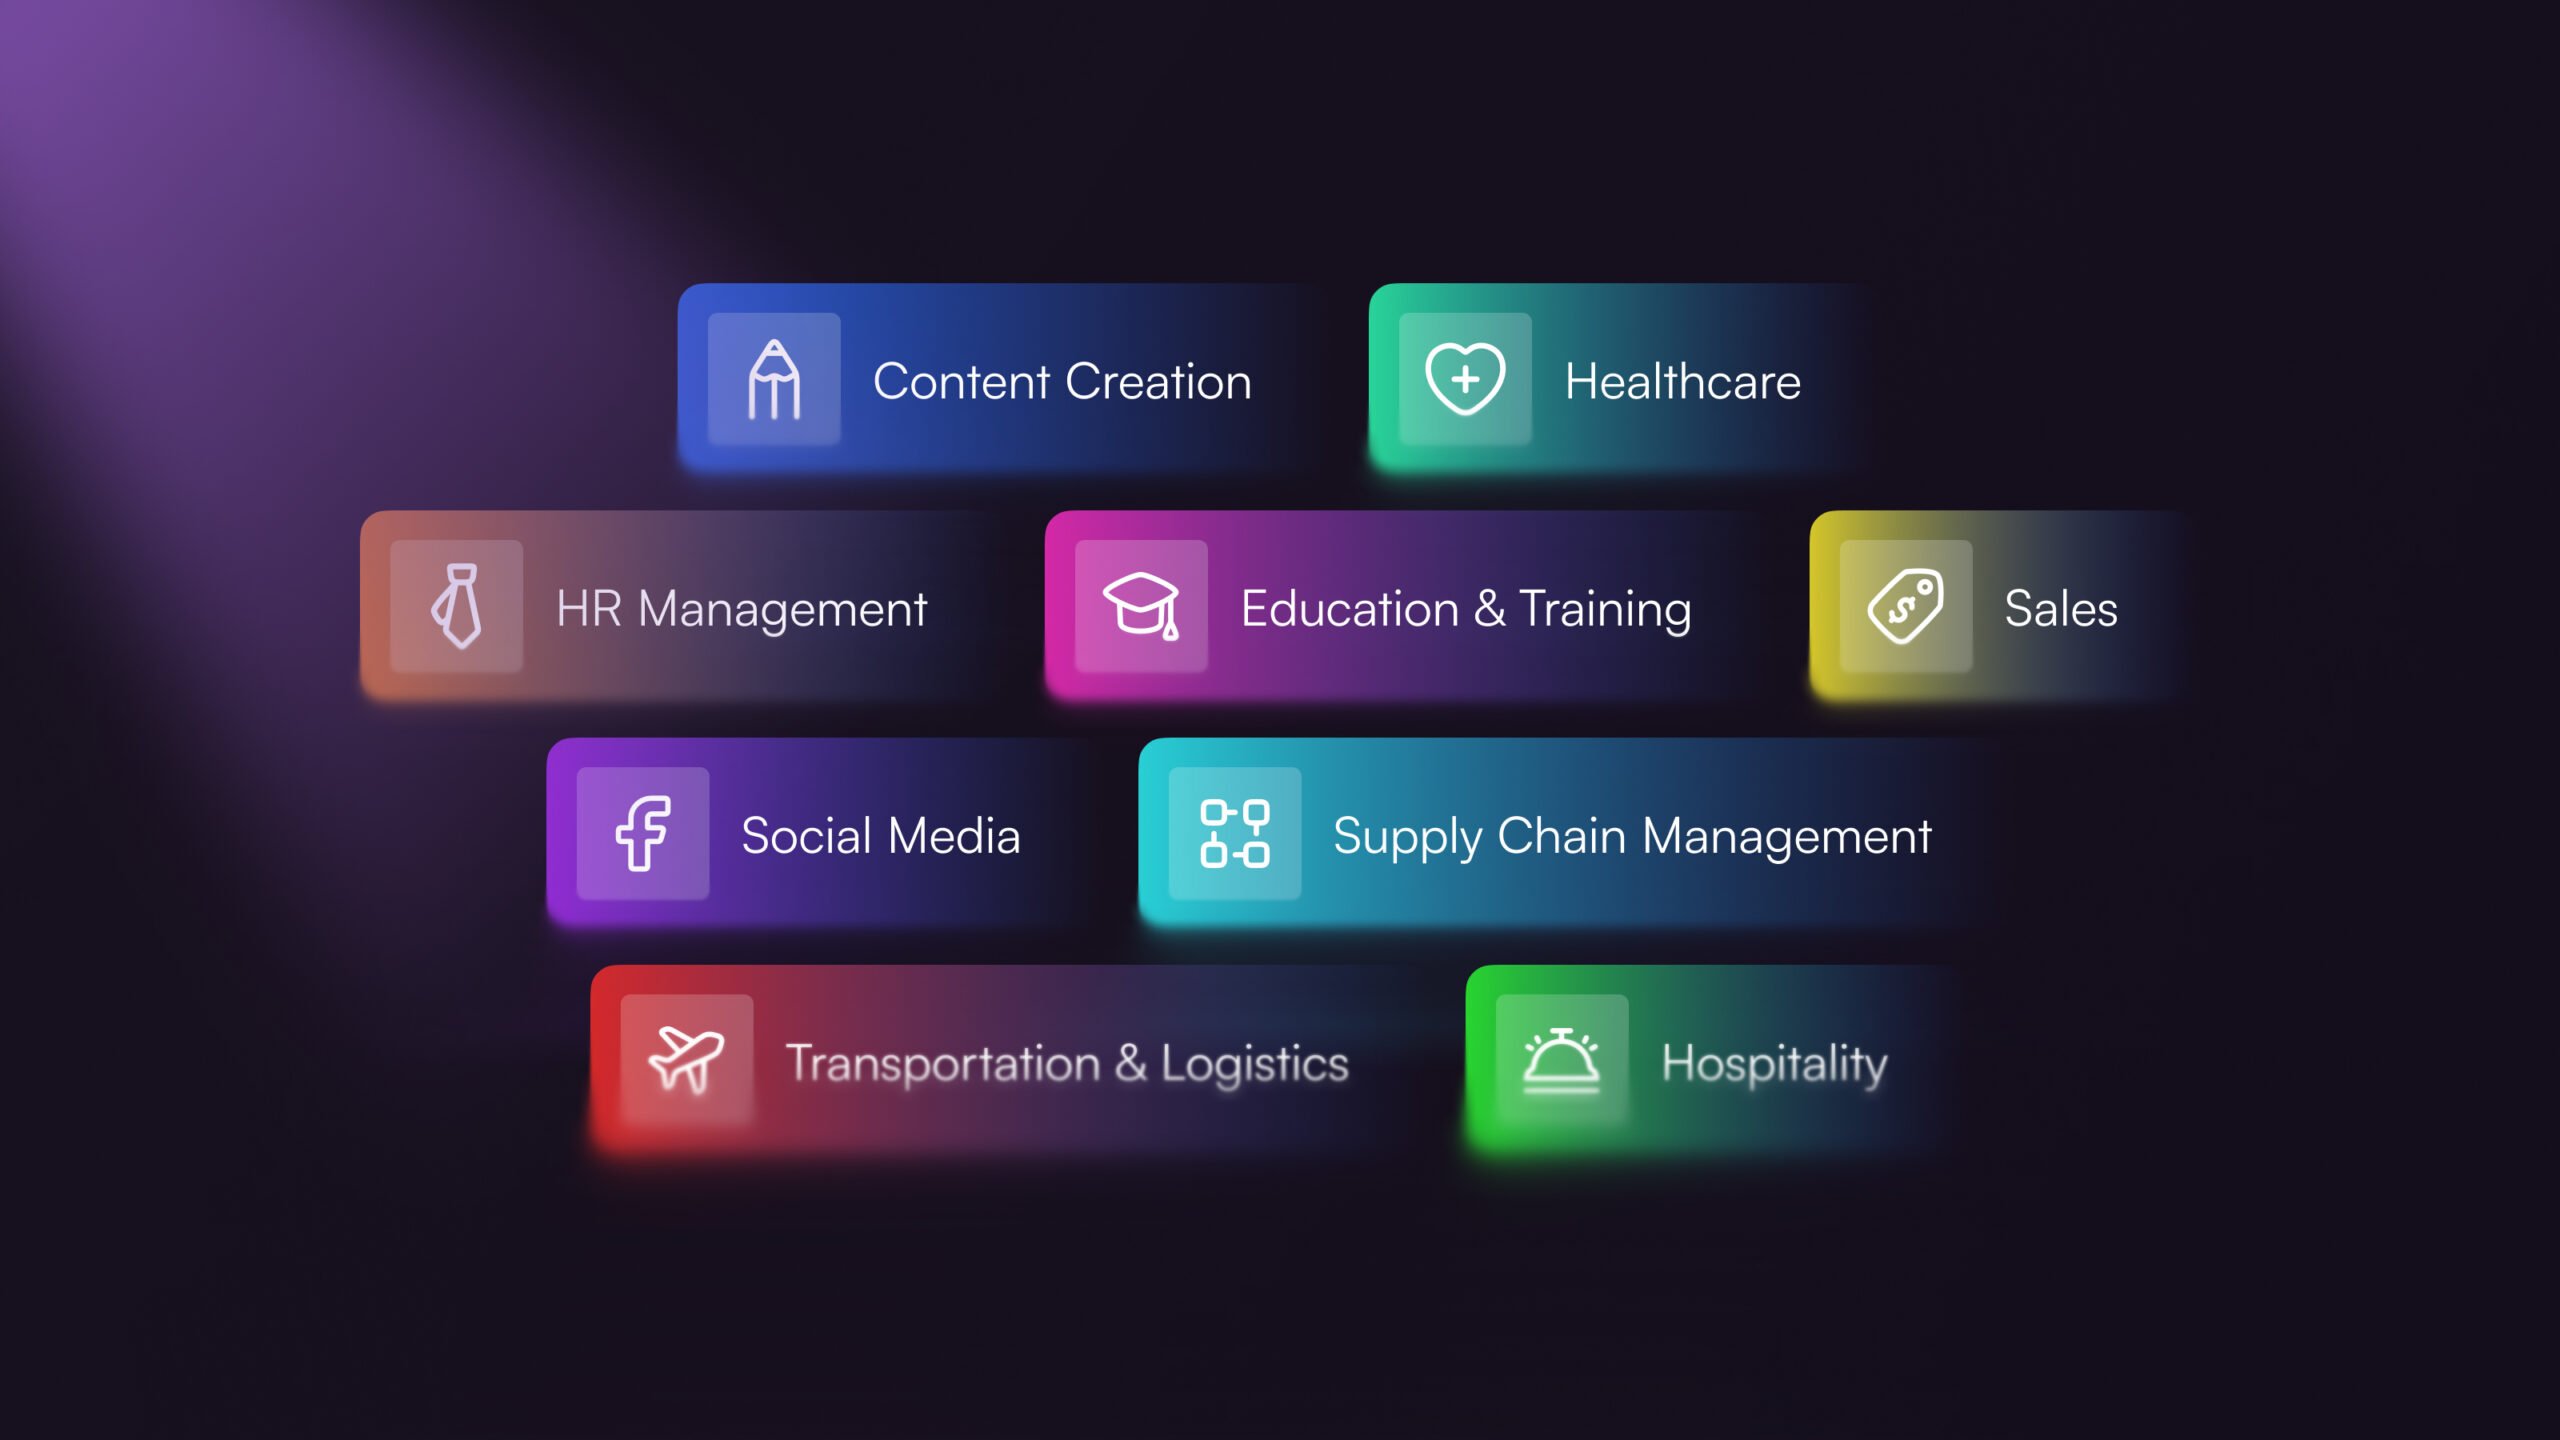 Content Creation
Healthcare
HR Management
Education & Training
Sales
Social Media
Supply Chain Management
Transportation & Logistics
Hospitality